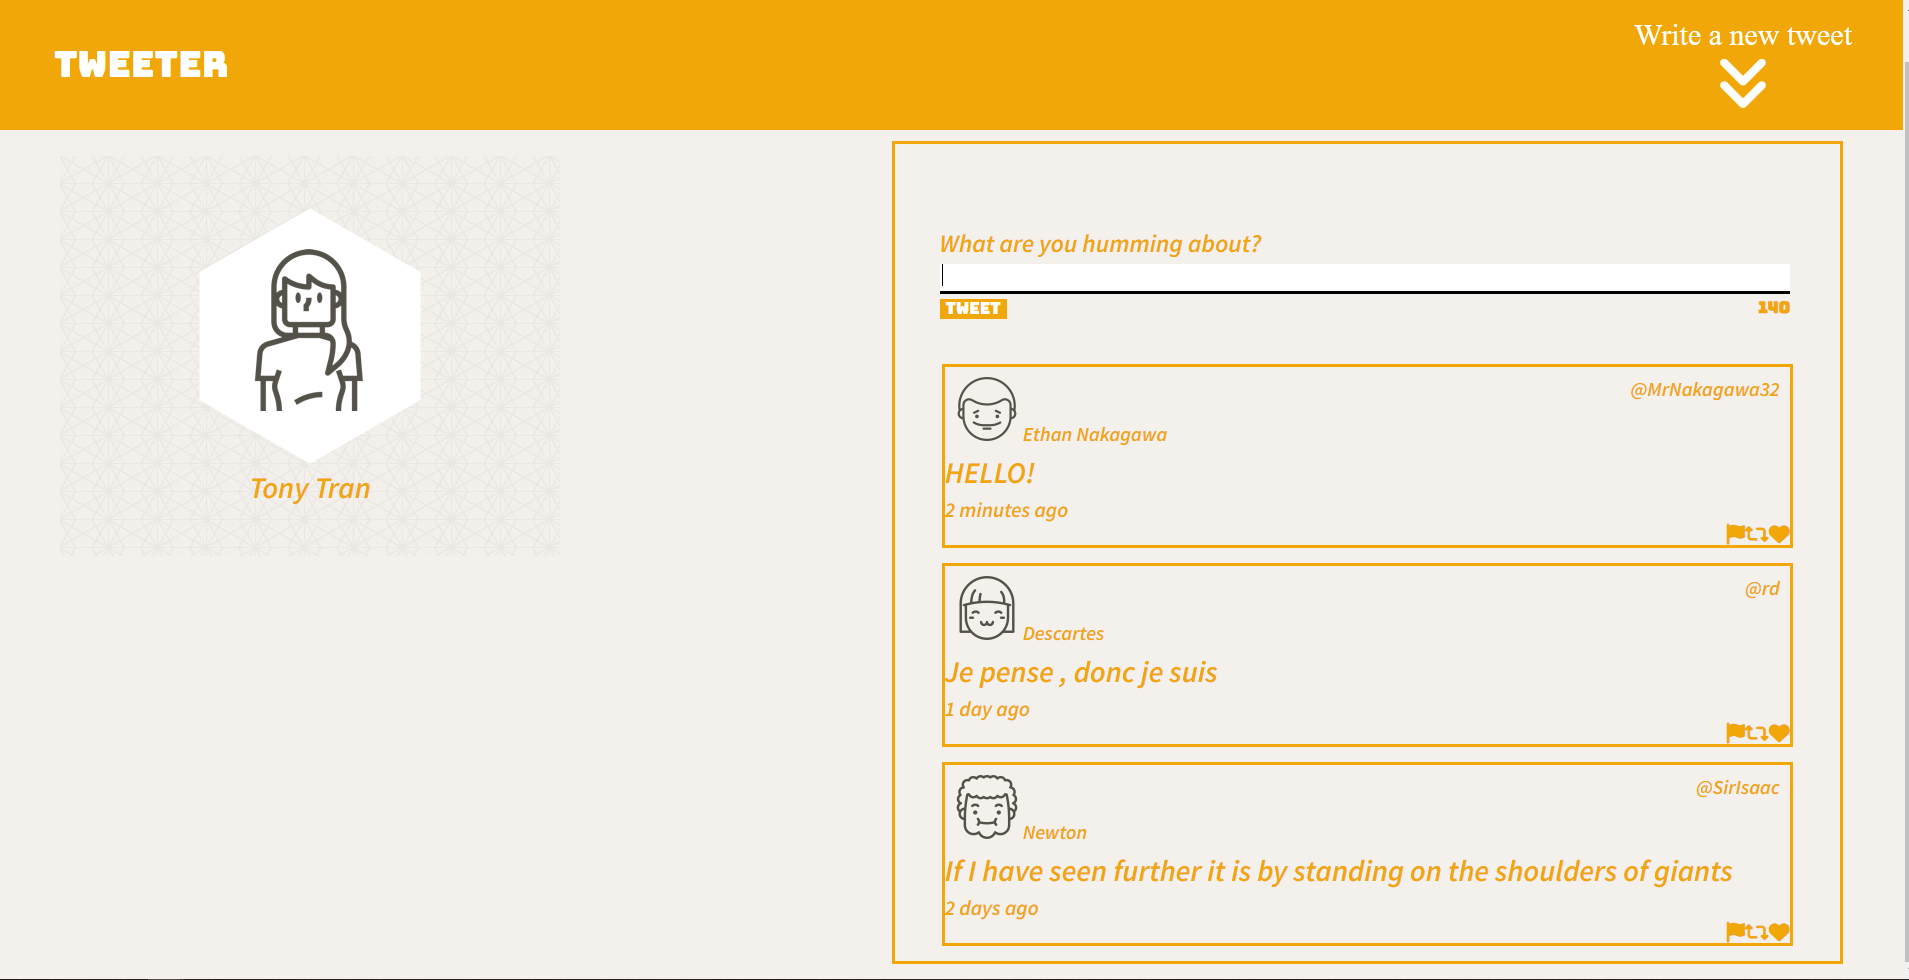 TWEETER
Write a new tweet
Tony Tran
What are you humming about?
TWEET
140
@MrNakagawa32
Ethan Nakagawa
HELLO!
2 minutes ago
@rd
Descartes
Je pense , donc je suis
1 day ago
@SirIsaac
Newton
If I have seen further it is by standing on the shoulders of giants
2 days ago